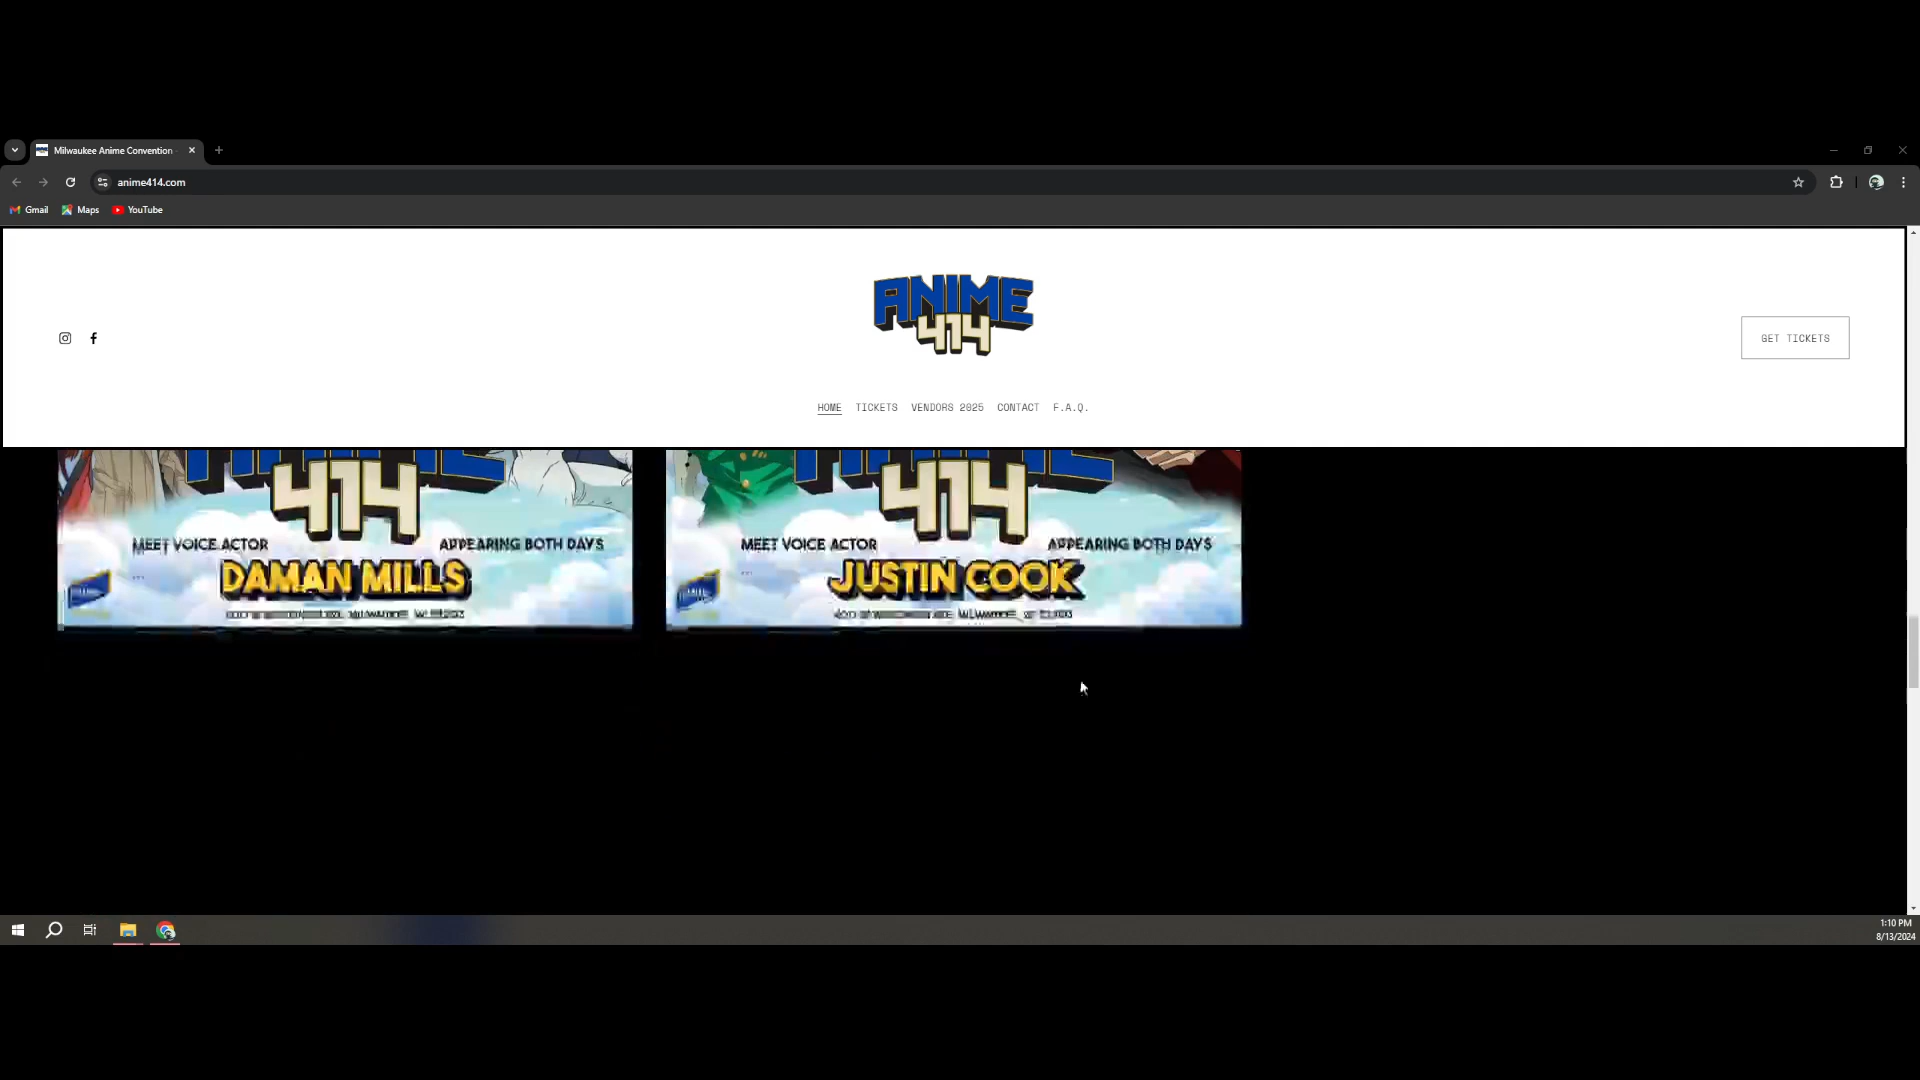 Milwaukee Anime Convention
anime414.com
Gmail Maps YouTube
ANIME
414
GET TICKETS
HOME TICKETS VENDORS 2025 CONTACT F.A.Q.
414
MEET VOICE ACTOR APPEARING BOTH DAYS
DAMAN MILLS
414
MEET VOICE ACTOR APPEARING BOTH DAYS
JUSTIN COOK
1:10 PM
8/13/2024